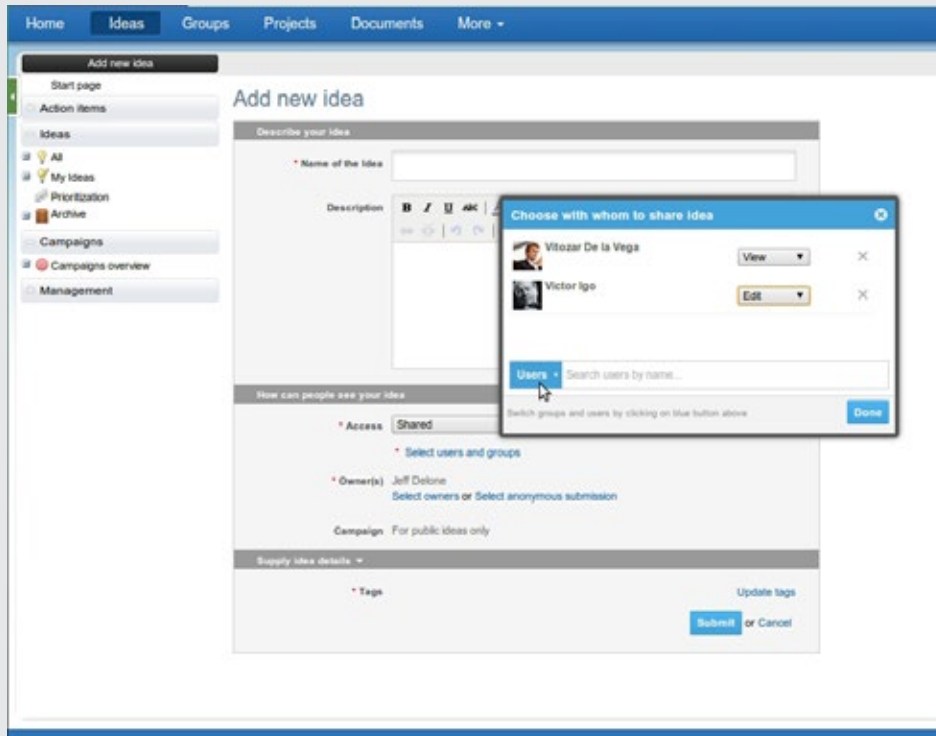 Home Ideas Groups Projects Documents More
Add new idea
Start page
Action items
Ideas
All
My Ideas
Prioritization
Archive
Campaigns
Campaigns overview
Management
Add new idea
Describe your idea
* Name of the Idea
Description
B I U ABC
Choose with whom to share idea
Vitozar De la Vega
View
Victor Igo
Edit
Users
Search users by name...
Switch groups and users by clicking on blue button above
Done
How can people see your idea
* Access Shared
* Select users and groups
* Owner(s) Jeff Delone
Select owners or Select anonymous submission
Campaign For public ideas only
Supply idea details
* Tags Update tags
Submit or Cancel